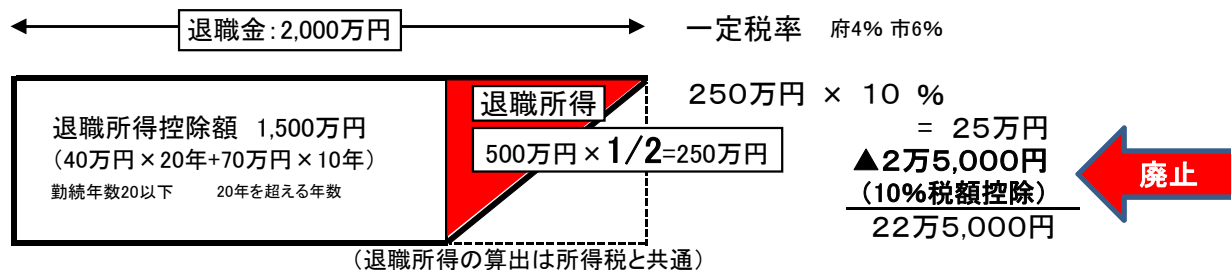 退職金：2,000万円
一定税率 府4% 市6%
退職所得
250万円 × 10 %
退職所得控除額 1,500万円
（40万円×20年+70万円×10年）
勤続年数20以下 20年を超える年数
500万円×1/2=250万円
= 25万円
▲2万5,000円
(10%税額控除)
廃止
22万5,000円
（退職所得の算出は所得税と共通）